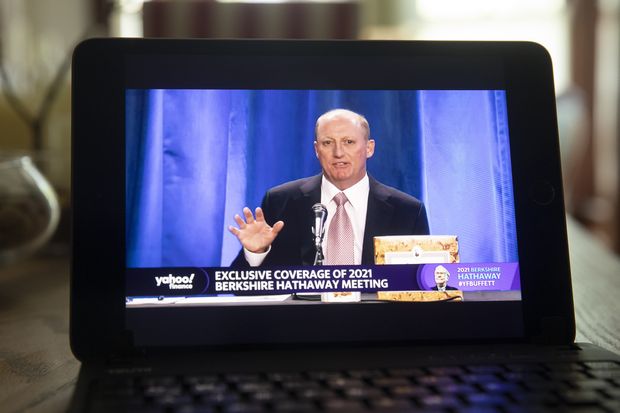 yahoo!
finance
EXCLUSIVE COVERAGE OF 2021
BERKSHIRE HATHAWAY MEETING
2021 BERKSHIRE
HATHAWAY
#YFBUFFETT